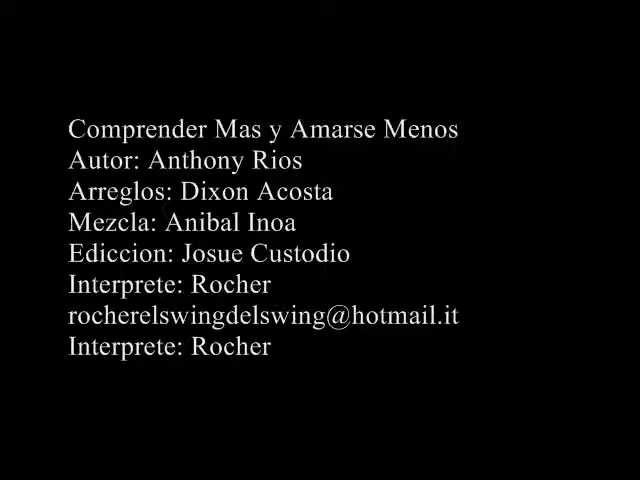 Comprender Mas y Amarse Menos
Autor: Anthony Rios
Arreglos: Dixon Acosta
Mezcla: Anibal Inoa
Ediccion: Josue Custodio
Interprete: Rocher
rocherelswingdelswing@hotmail.it
Interprete: Rocher